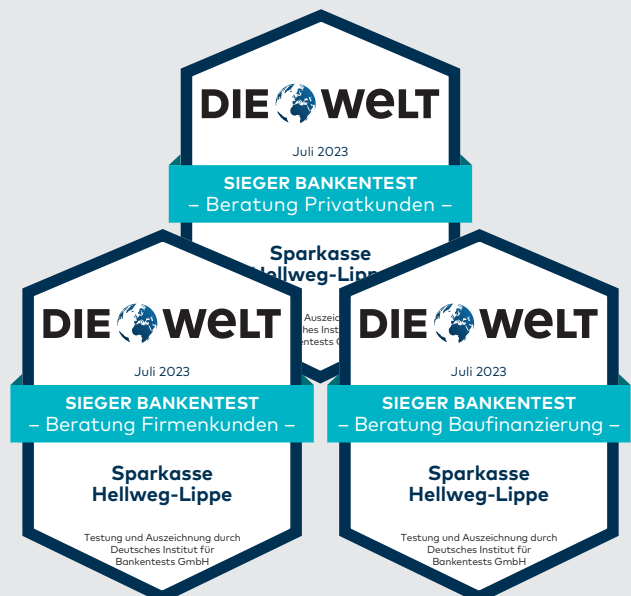 DIE WELT
Juli 2023
SIEGER BANKENTEST
– Beratung Privatkunden –
Sparkasse
Hellweg-Lippe
DIE WELT
Juli 2023
SIEGER BANKENTEST
– Beratung Firmenkunden –
Sparkasse
Hellweg-Lippe
Testung und Auszeichnung durch
Deutsches Institut für
Bankentests GmbH
DIE WELT
Juli 2023
SIEGER BANKENTEST
– Beratung Baufinanzierung –
Sparkasse
Hellweg-Lippe
Testung und Auszeichnung durch
Deutsches Institut für
Bankentests GmbH